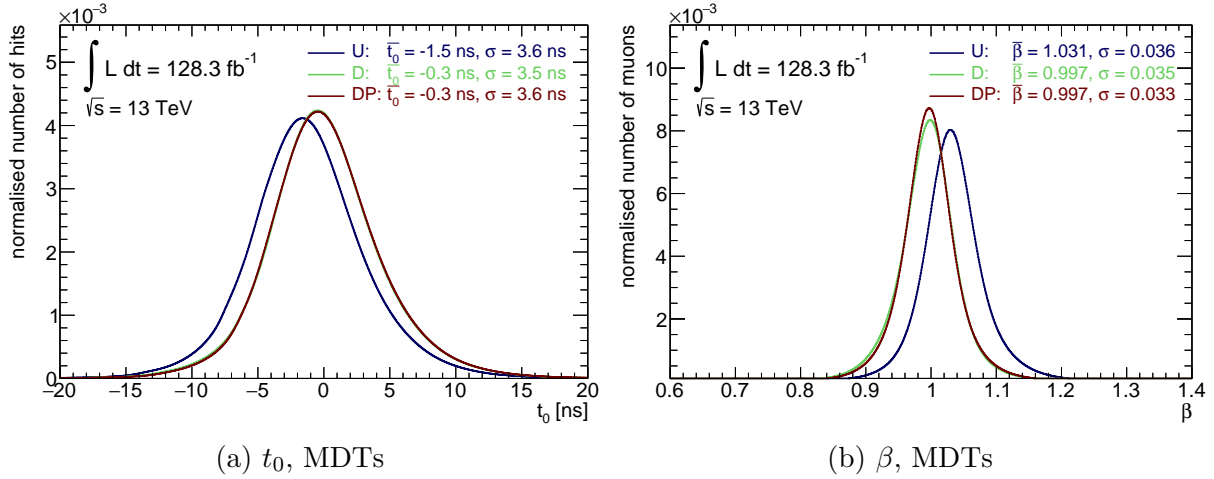 ×10⁻³
normalised number of hits
5
4
3
2
1
0
∫ L dt = 128.3 fb⁻¹
√s = 13 TeV
U: t̅₀ = -1.5 ns, σ = 3.6 ns
D: t̅₀ = -0.3 ns, σ = 3.5 ns
DP: t̅₀ = -0.3 ns, σ = 3.6 ns
−20 −15 −10 −5 0 5 10 15 20
t₀ [ns]
(a) t₀, MDTs
×10⁻³
normalised number of muons
10
8
6
4
2
∫ L dt = 128.3 fb⁻¹
√s = 13 TeV
U: β̅ = 1.031, σ = 0.036
D: β̅ = 0.997, σ = 0.035
DP: β̅ = 0.997, σ = 0.033
0.6 0.7 0.8 0.9 1 1.1 1.2 1.3 1.4
β
(b) β, MDTs